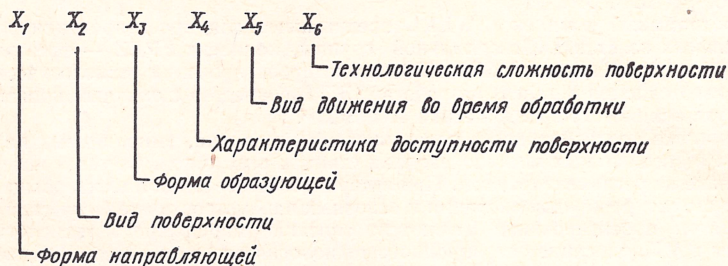 X₁ X₂ X₃ X₄ X₅ X₆
Технологическая сложность поверхности
Вид движения во время обработки
Характеристика доступности поверхности
Форма образующей
Вид поверхности
Форма направляющей